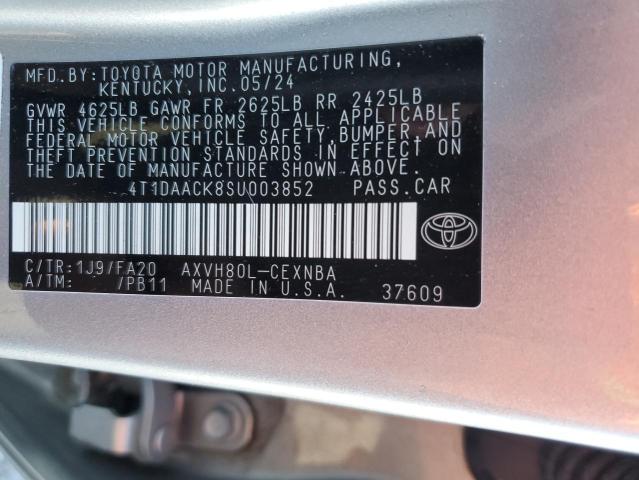 MFD.BY:TOYOTA MOTOR MANUFACTURING,
KENTUCKY,INC.05/24
GVWR 4625LB GAWR FR 2625LB RR 2425LB
THIS VEHICLE CONFORMS TO ALL APPLICABLE
FEDERAL MOTOR VEHICLE SAFETY,BUMPER,AND
THEFT PREVENTION STANDARDS IN EFFECT ON
THE DATE OF MANUFACTURE SHOWN ABOVE.
4T1DAACK8SU003852 PASS.CAR
C/TR:1J9/FA20 AXVH80L-CEXNBA
A/TM: /PB11 MADE IN U.S.A. 37609